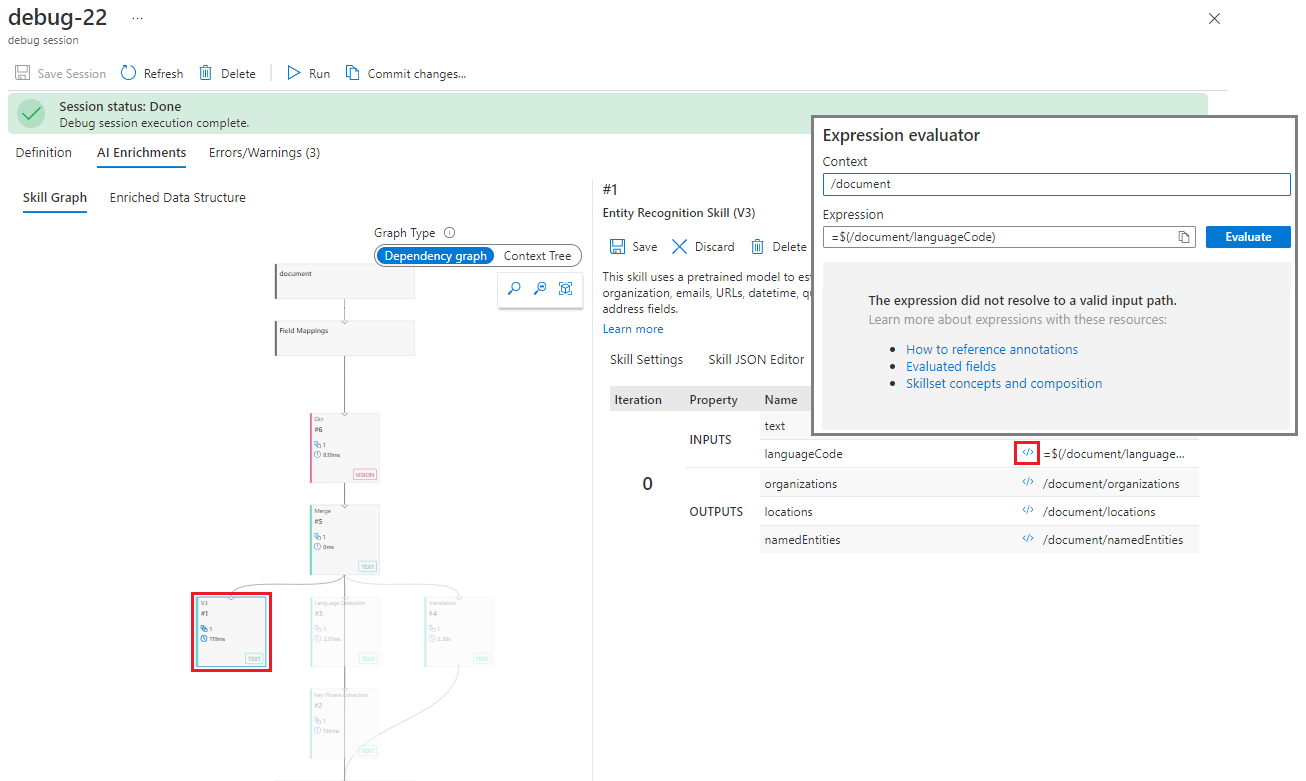 debug-22 ...
debug session
Save Session Refresh Delete Run Commit changes...
Session status: Done
Debug session execution complete.
Definition AI Enrichments Errors/Warnings (3)
Skill Graph Enriched Data Structure
Graph Type
Dependency graph Context Tree
document
Field Mappings
Ocr
#6
1
839ms
VISION
Merge
#5
1
0ms
TEXT
V3
#1
1
119ms
TEXT
Language Detection
#3
1
237ms
TEXT
Translation
#4
1
2.38s
TEXT
Key Phrase Extraction
#2
1
TEXT
#1
Entity Recognition Skill (V3)
Save Discard Delete
This skill uses a pretrained model to es
organization, emails, URLs, datetime, qu
address fields.
Learn more
Skill Settings Skill JSON Editor
Iteration Property Name
0
INPUTS
text
languageCode </> =$(/document/language...
OUTPUTS
organizations </> /document/organizations
locations </> /document/locations
namedEntities </> /document/namedEntities
Expression evaluator
Context
/document
Expression
=$(/document/languageCode) Evaluate
The expression did not resolve to a valid input path.
Learn more about expressions with these resources:
• How to reference annotations
• Evaluated fields
• Skillset concepts and composition